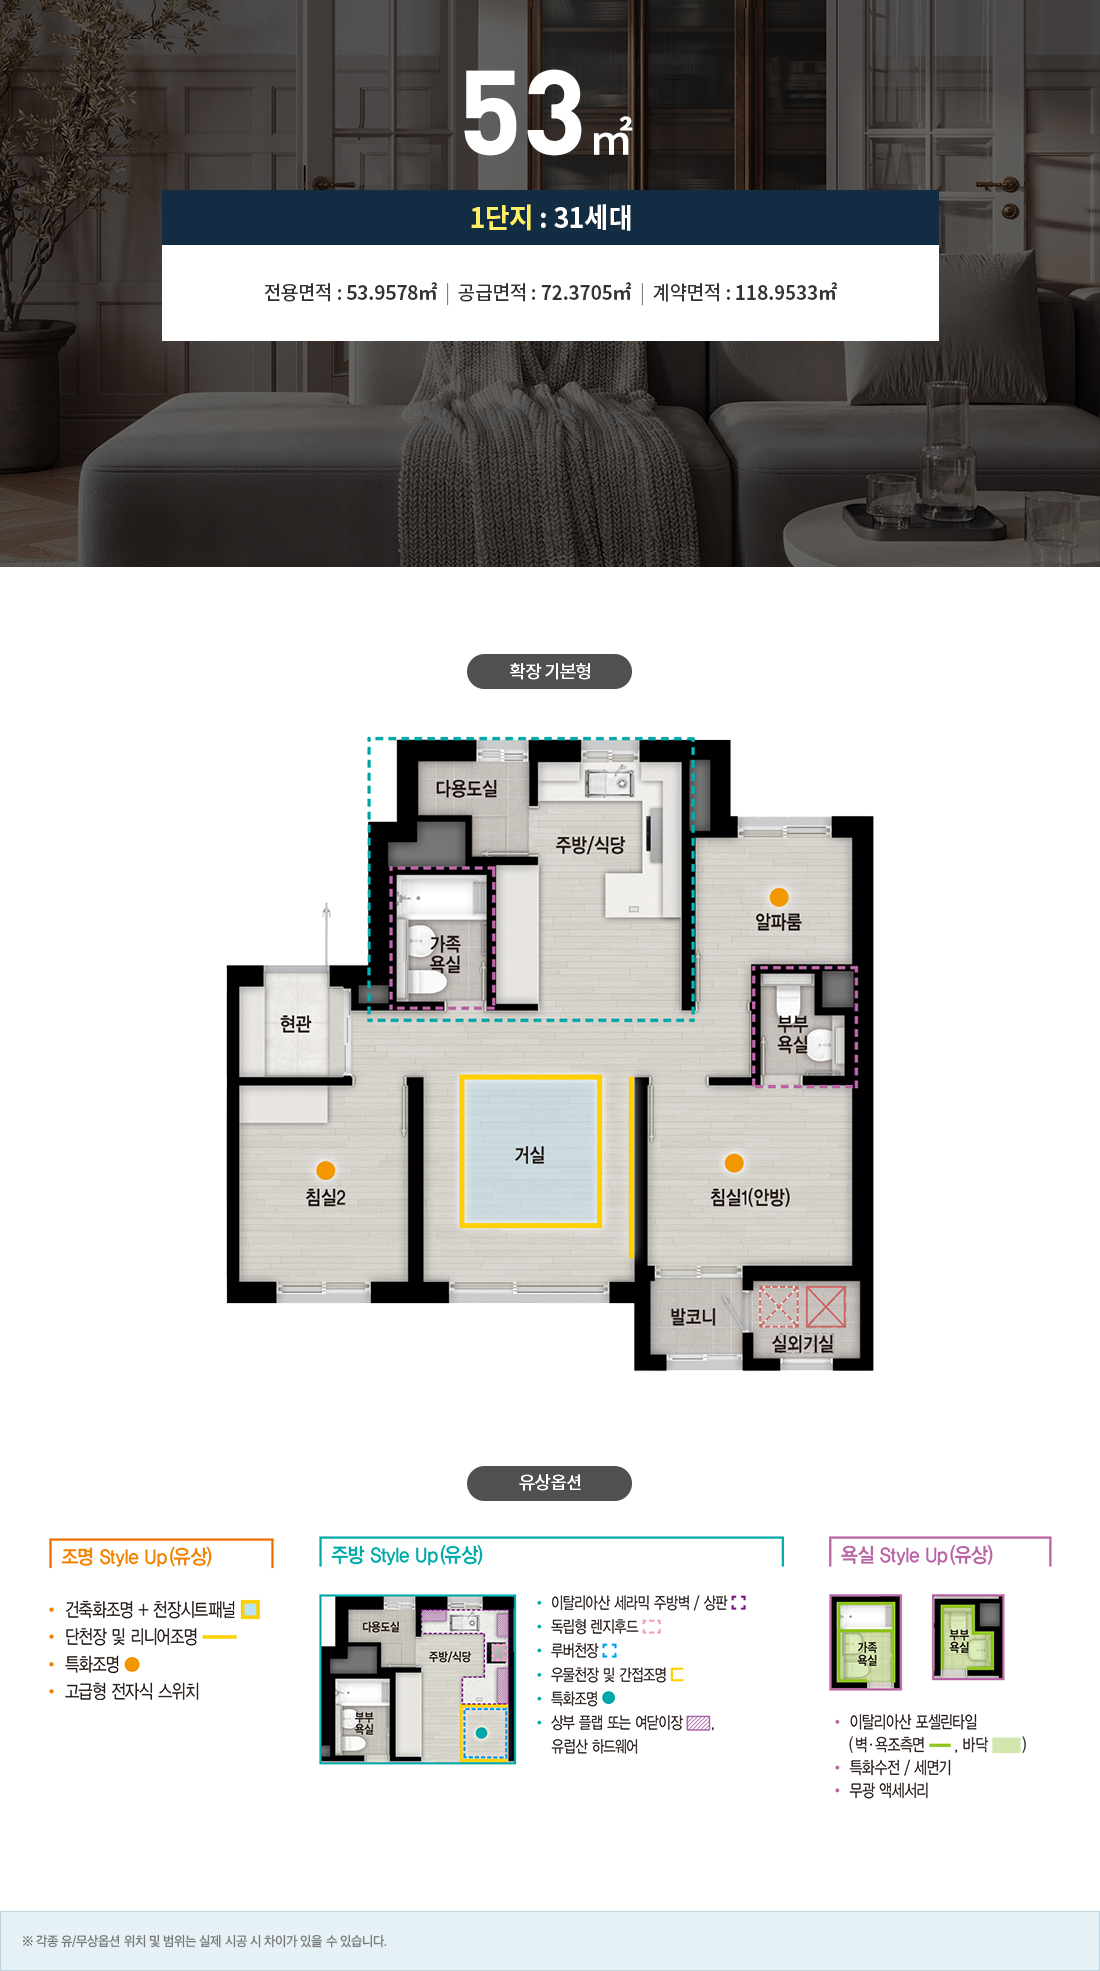 53㎡
1단지 : 31세대
전용면적 : 53.9578㎡ | 공급면적 : 72.3705㎡ | 계약면적 : 118.9533㎡
확장 기본형
다용도실
주방/식당
알파룸
가족
욕실
현관
부부
욕실
거실
침실2
침실1(안방)
발코니
실외기실
유상옵션
조명 Style Up(유상)
• 건축화조명 + 천장시트패널
• 단천장 및 리니어조명
• 특화조명
• 고급형 전자식 스위치
주방 Style Up(유상)
다용도실
주방/식당
부부
욕실
• 이탈리아산 세라믹 주방벽 / 상판
• 독립형 렌지후드
• 루버천장
• 우물천장 및 간접조명
• 특화조명
• 상부 플랩 또는 여닫이장 ,
유럽산 하드웨어
욕실 Style Up(유상)
가족
욕실
부부
욕실
• 이탈리아산 포셀린타일
(벽·욕조측면 , 바닥 )
• 특화수전 / 세면기
• 무광 액세서리
※ 각종 유/무상옵션 위치 및 범위는 실제 시공 시 차이가 있을 수 있습니다.